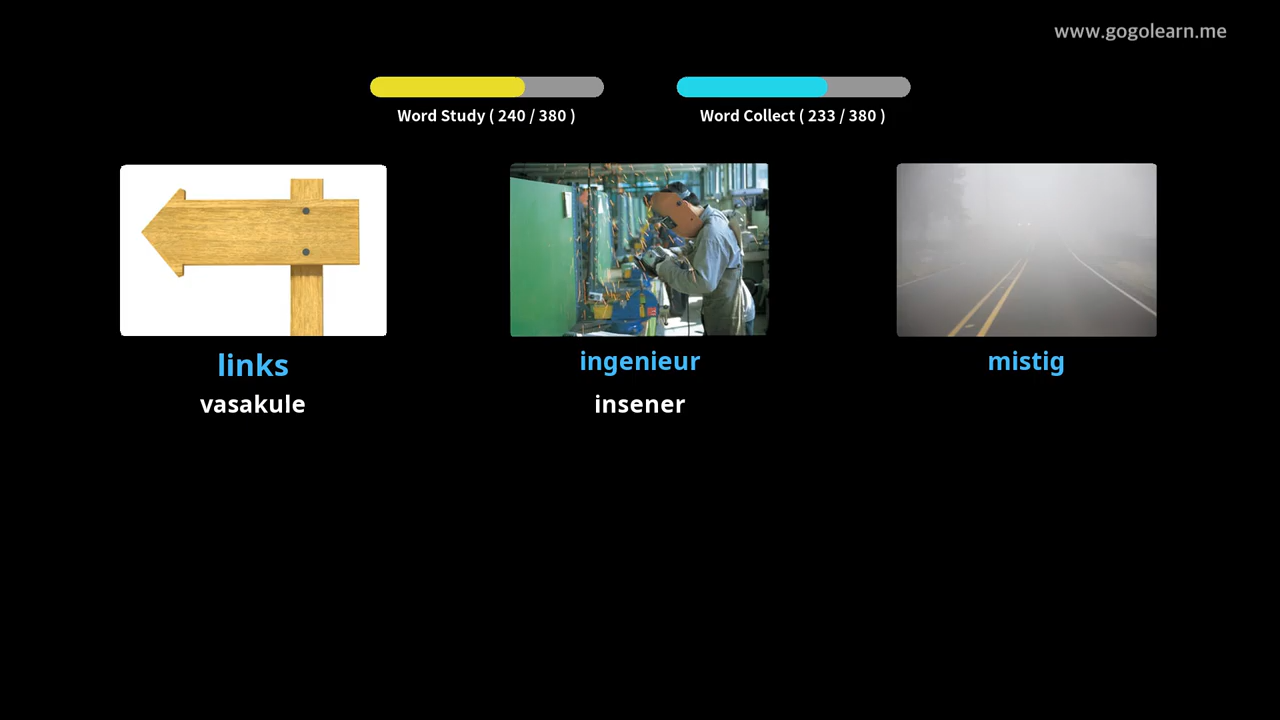 www.gogolearn.me
Word Study ( 240 / 380 )
Word Collect ( 233 / 380 )
links
ingenieur
mistig
vasakule
insener